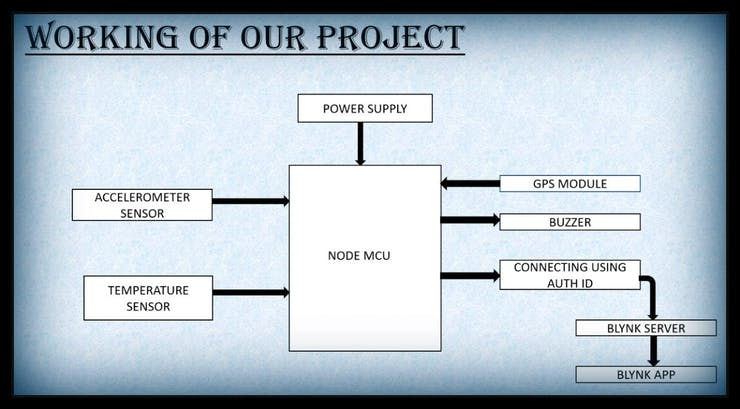 WORKING OF OUR PROJECT
POWER SUPPLY
ACCELEROMETER
SENSOR
TEMPERATURE
SENSOR
NODE MCU
GPS MODULE
BUZZER
CONNECTING USING
AUTH ID
BLYNK SERVER
BLYNK APP